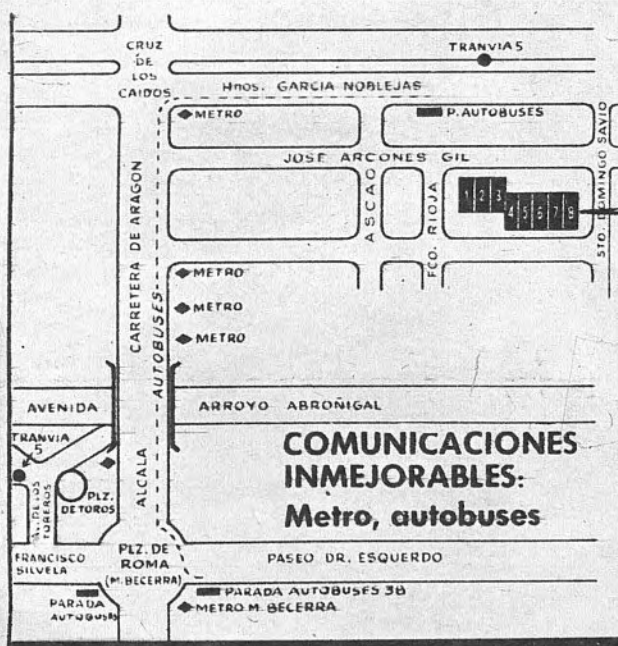 CRUZ
DE
LOS
CAIDOS
TRANVIA 5
Hnos. GARCIA NOBLEJAS
METRO
P. AUTOBUSES
JOSE ARCONES GIL
CARRETERA DE ARAGON
AUTOBUSES
ASCAO
FCO. RIOJA
1 2 3
4 5 6 7 8
STO. DOMINGO SAVIO
METRO
METRO
METRO
AVENIDA
ARROYO ABROÑIGAL
TRANVIA
5
ALCALA
PLZ.
DE TOROS
DE LOS
TOREROS
COMUNICACIONES
INMEJORABLES:
Metro, autobuses
FRANCISCO
SILVELA
PLZ. DE
ROMA
(M. BECERRA)
PASEO DR. ESQUERDO
PARADA
AUTOBUSES
PARADA AUTOBUSES 38
METRO M. BECERRA